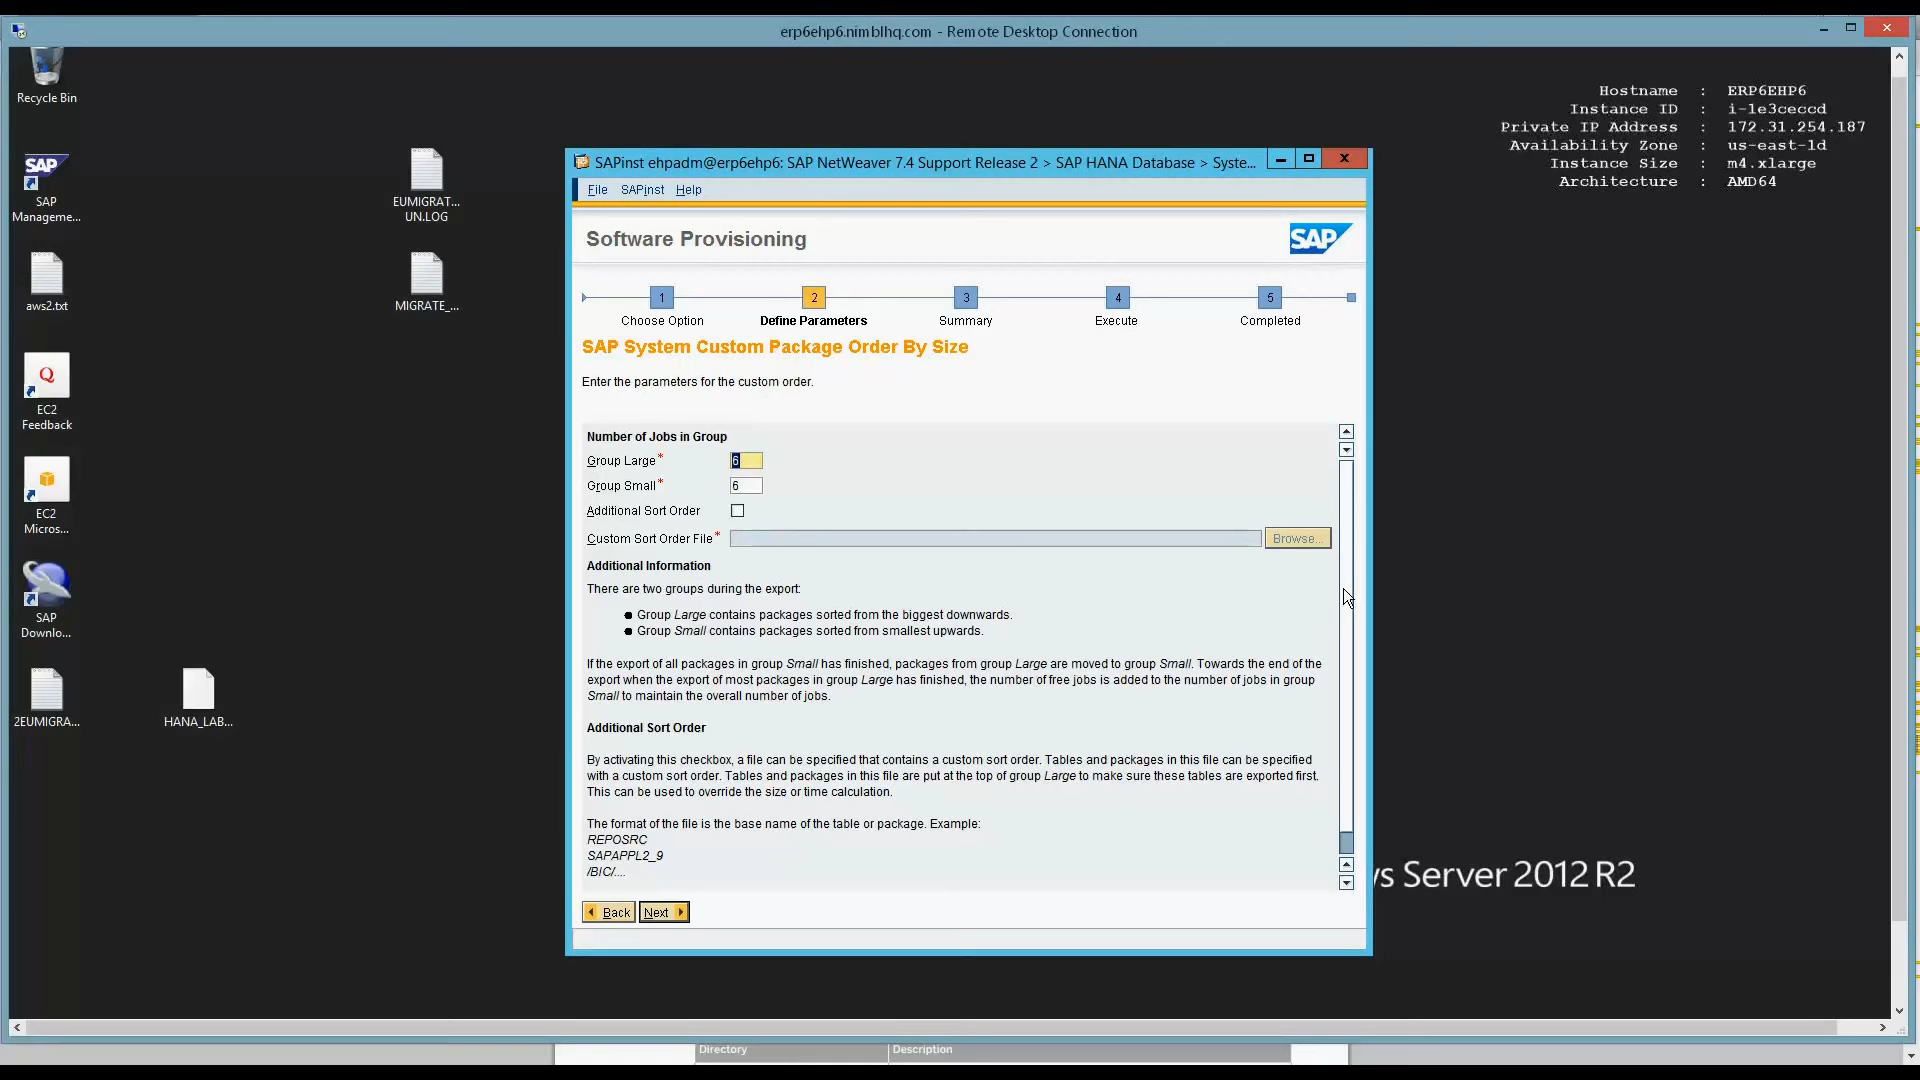 erp6ehp6.nimblhq.com - Remote Desktop Connection
Recycle Bin
Hostname : ERP6EHP6
Instance ID : i-1e3ceccd
Private IP Address : 172.31.254.187
Availability Zone : us-east-1d
Instance Size : m4.xlarge
Architecture : AMD64
SAP
SAP
Manageme...
EUMIGRAT...
UN.LOG
aws2.txt
MIGRATE_...
Q
EC2
Feedback
EC2
Micros...
SAP
Downlo...
2EUMIGRA...
HANA_LAB...
SAPinst ehpadm@erp6ehp6: SAP NetWeaver 7.4 Support Release 2 > SAP HANA Database > Syste...
File SAPinst Help
Software Provisioning
SAP
1 2 3 4 5
Choose Option Define Parameters Summary Execute Completed
SAP System Custom Package Order By Size
Enter the parameters for the custom order.
Number of Jobs in Group
Group Large* 6
Group Small* 6
Additional Sort Order
Custom Sort Order File* Browse...
Additional Information
There are two groups during the export:
● Group Large contains packages sorted from the biggest downwards.
● Group Small contains packages sorted from smallest upwards.
If the export of all packages in group Small has finished, packages from group Large are moved to group Small. Towards the end of the
export when the export of most packages in group Large has finished, the number of free jobs is added to the number of jobs in group
Small to maintain the overall number of jobs.
Additional Sort Order
By activating this checkbox, a file can be specified that contains a custom sort order. Tables and packages in this file can be specified
with a custom sort order. Tables and packages in this file are put at the top of group Large to make sure these tables are exported first.
This can be used to override the size or time calculation.
The format of the file is the base name of the table or package. Example:
REPOSRC
SAPAPPL2_9
/BIC/....
Back Next
ws Server 2012 R2
Directory Description